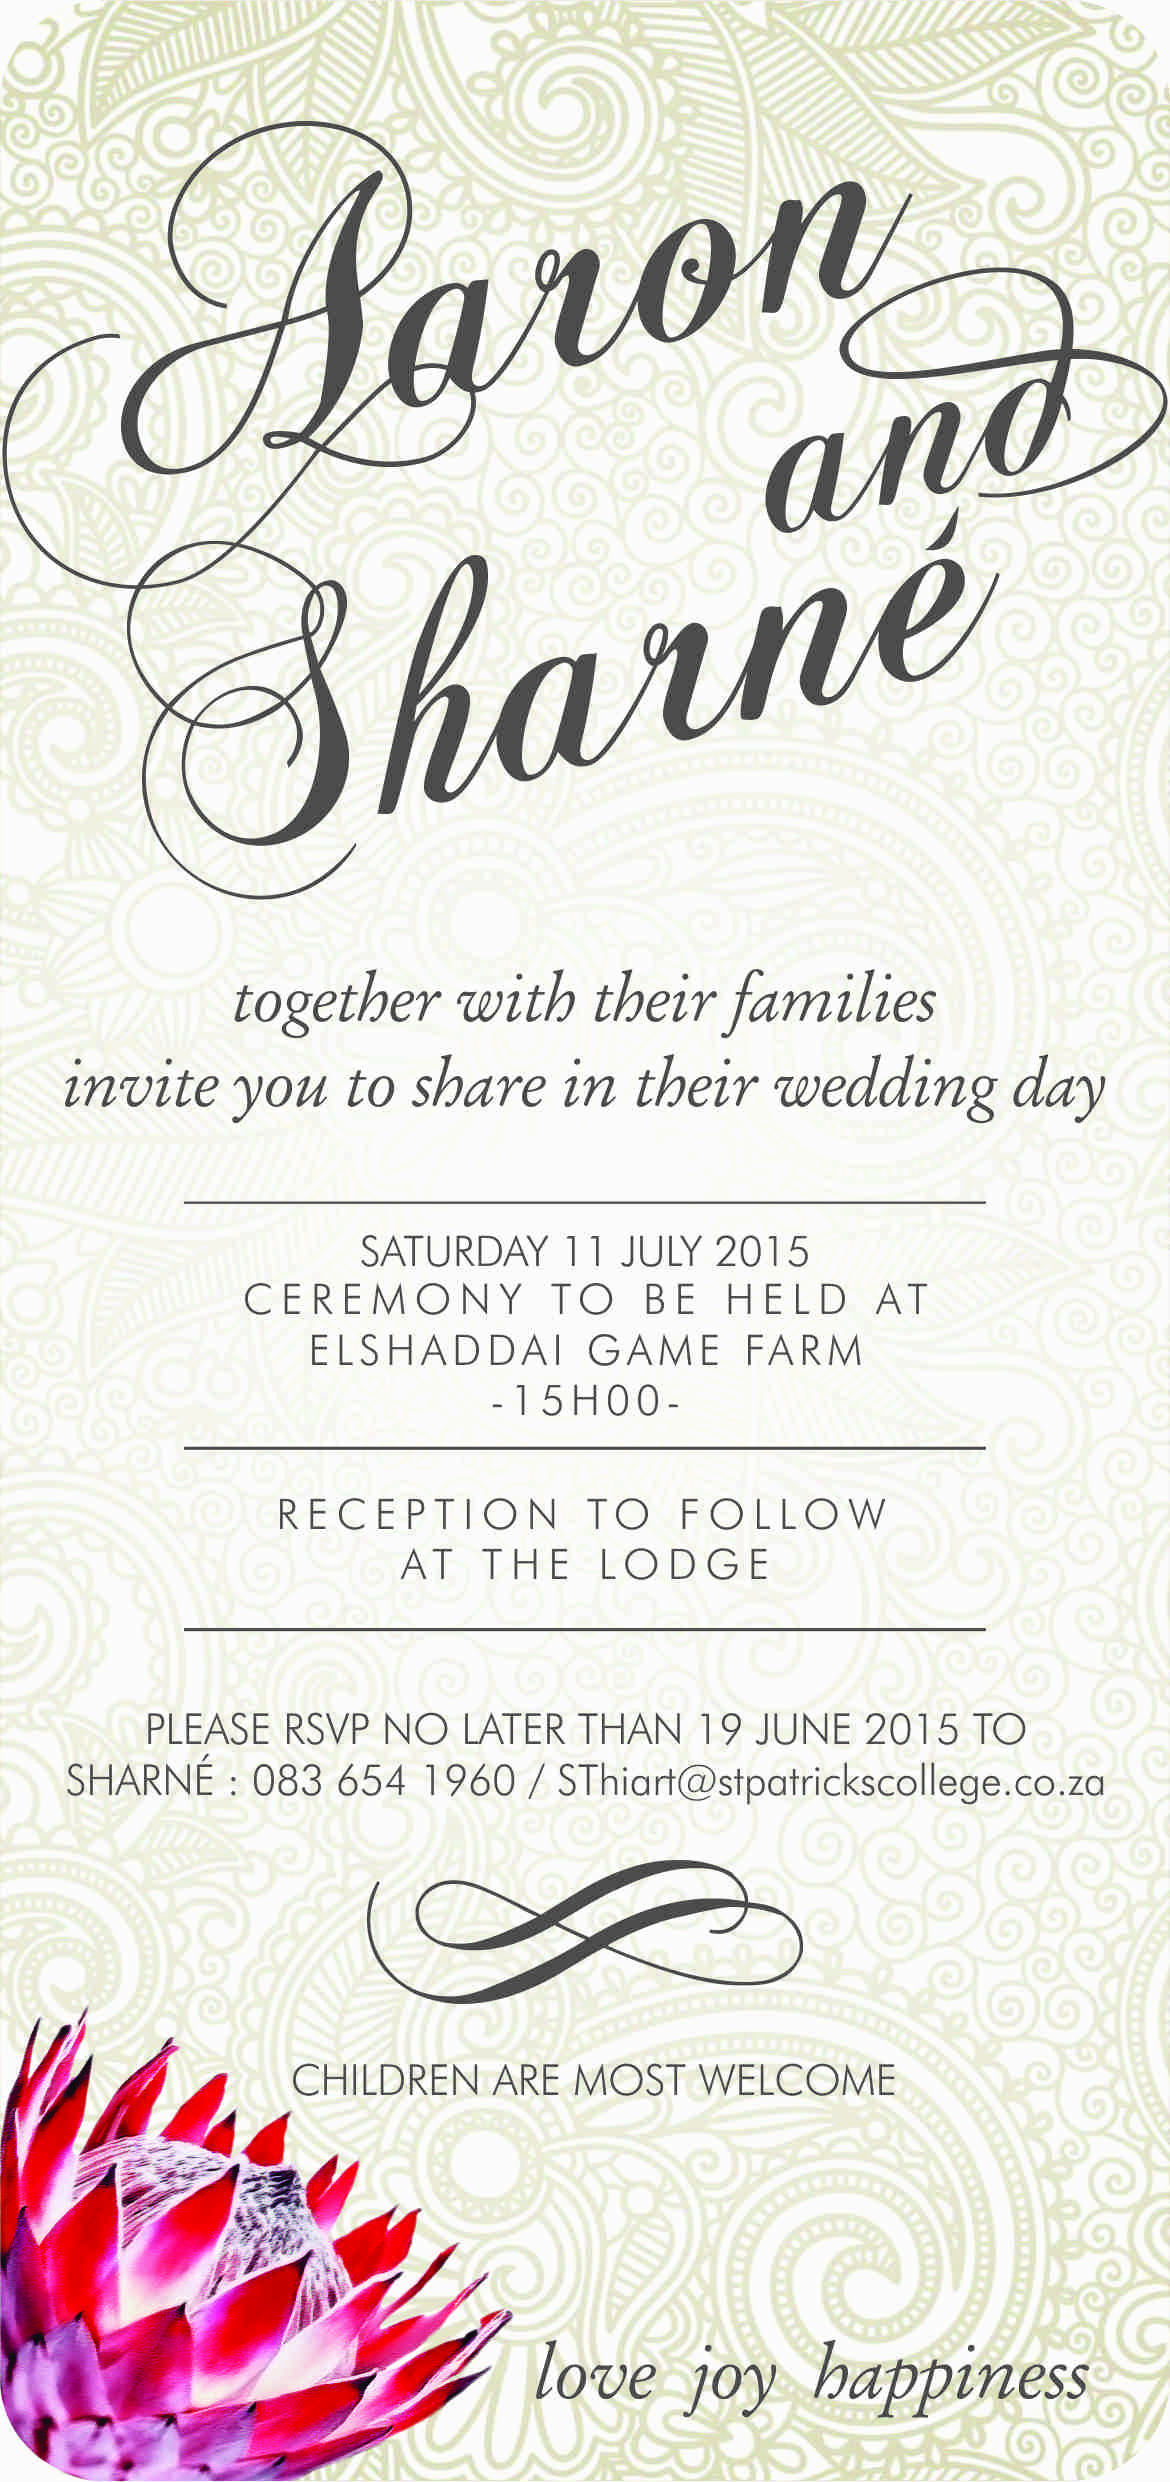 Aaron
and
Sharné
together with their families
invite you to share in their wedding day
SATURDAY 11 JULY 2015
CEREMONY TO BE HELD AT
ELSHADDAI GAME FARM
-15H00-
RECEPTION TO FOLLOW
AT THE LODGE
PLEASE RSVP NO LATER THAN 19 JUNE 2015 TO
SHARNÉ : 083 654 1960 / SThiart@stpatrickscollege.co.za
CHILDREN ARE MOST WELCOME
love joy happiness